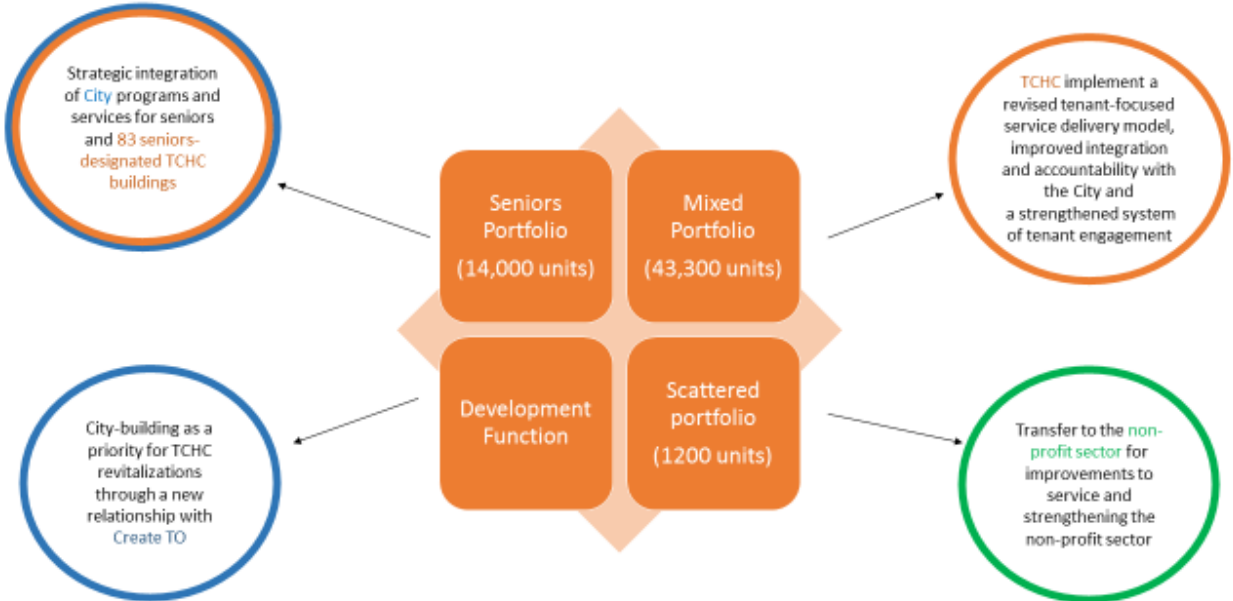 Strategic integration
of City programs and
services for seniors
and 83 seniors-
designated TCHC
buildings
Seniors
Portfolio
(14,000 units)
Mixed
Portfolio
(43,300 units)
TCHC implement a
revised tenant-focused
service delivery model,
improved integration
and accountability with
the City and
a strengthened system
of tenant engagement
City-building as a
priority for TCHC
revitalizations
through a new
relationship with
Create TO
Development
Function
Scattered
portfolio
(1200 units)
Transfer to the non-
profit sector for
improvements to
service and
strengthening the
non-profit sector